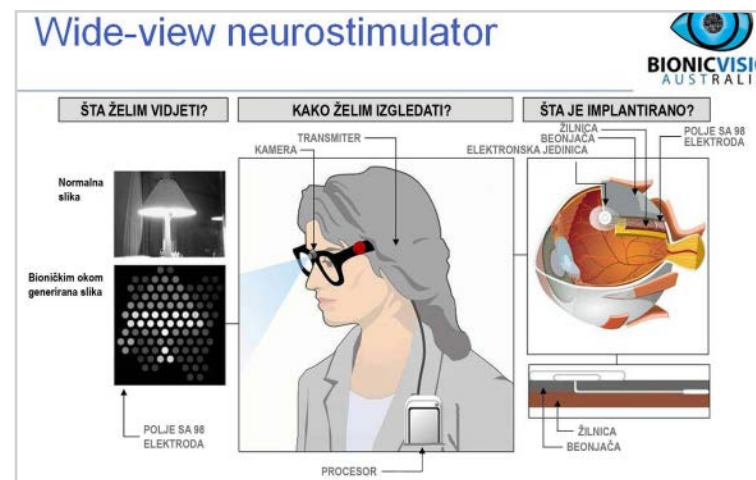 Wide-view neurostimulator
BIONICVISI
AUSTRALI
ŠTA ŽELIM VIDJETI?
KAKO ŽELIM IZGLEDATI?
ŠTA JE IMPLANTIRANO?
Normalna
slika
Bioničkim okom
generirana slika
POLJE SA 98
ELEKTRODA
TRANSMITER
KAMERA
PROCESOR
ŽILNICA
BEONJAČA
ELEKTRONSKA JEDINICA
POLJE SA 98
ELEKTRODA
ŽILNICA
BEONJAČA